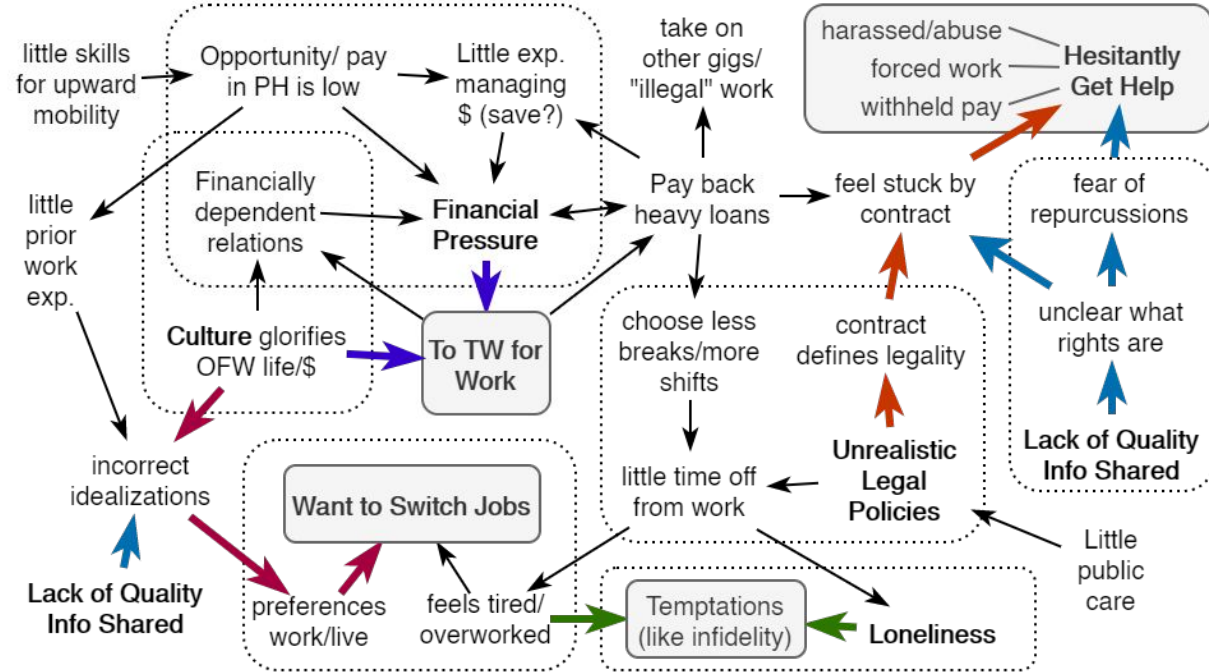 little skills
for upward
mobility
Opportunity/ pay
in PH is low
Little exp.
managing
$ (save?)
take on
other gigs/
"illegal" work
harassed/abuse
forced work
withheld pay
Hesitantly
Get Help
little
prior
work
exp.
Financially
dependent
relations
Financial
Pressure
Pay back
heavy loans
feel stuck by
contract
fear of
repurcussions
Culture glorifies
OFW life/$
To TW for
Work
choose less
breaks/more
shifts
contract
defines legality
unclear what
rights are
incorrect
idealizations
Want to Switch Jobs
little time off
from work
Unrealistic
Legal
Policies
Lack of Quality
Info Shared
Lack of Quality
Info Shared
preferences
work/live
feels tired/
overworked
Temptations
(like infidelity)
Loneliness
Little
public
care